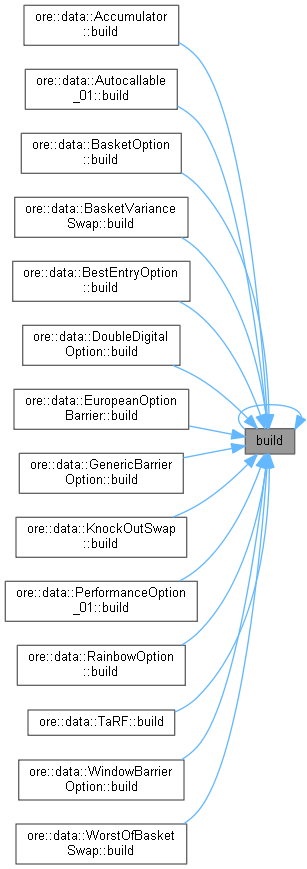 ore::data::Accumulator
::build
ore::data::Autocallable
_01::build
ore::data::BasketOption
::build
ore::data::BasketVariance
Swap::build
ore::data::BestEntryOption
::build
ore::data::DoubleDigital
Option::build
ore::data::EuropeanOption
Barrier::build
build
ore::data::GenericBarrier
Option::build
ore::data::KnockOutSwap
::build
ore::data::PerformanceOption
_01::build
ore::data::RainbowOption
::build
ore::data::TaRF::build
ore::data::WindowBarrier
Option::build
ore::data::WorstOfBasket
Swap::build